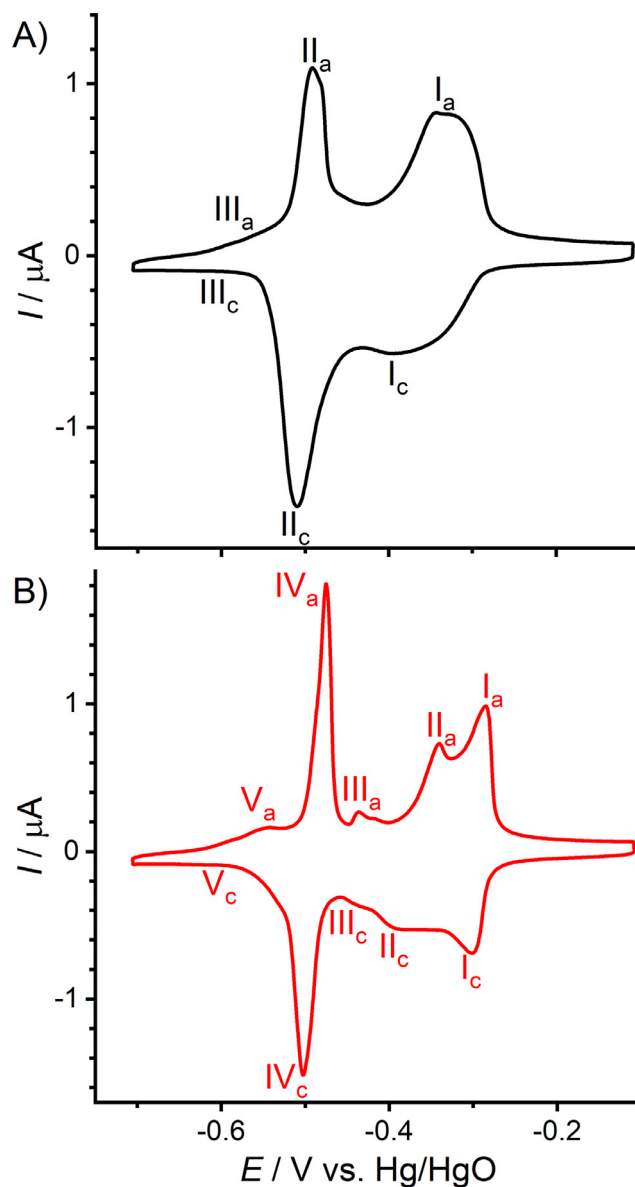 A)
II_a
I_a
III_a
III_c
I_c
II_c
1
0
-1
I / μA
B)
IV_a
I_a
II_a
V_a
III_a
V_c
III_c
II_c
I_c
IV_c
1
0
-1
I / μA
-0.6 -0.4 -0.2
E / V vs. Hg/HgO